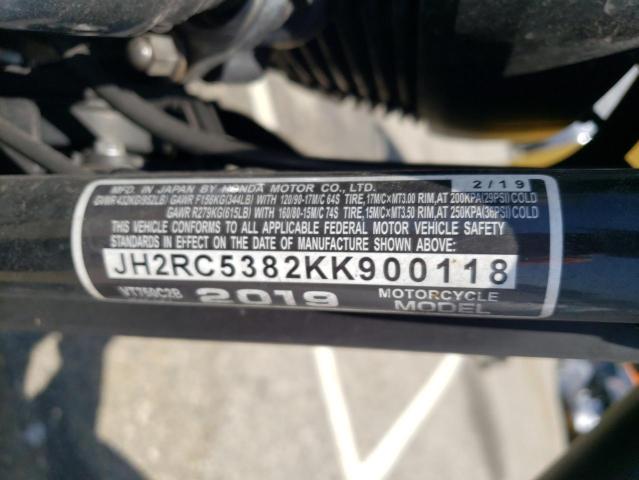 MFD. IN JAPAN BY HONDA MOTOR CO., LTD. 2/19
GVWR 432KG(952LB) GAWR F156KG(344LB) WITH 120/90-17M/C 64S TIRE, 17M/C×MT3.00 RIM, AT 200KPA(29PSI)COLD
GAWR R279KG(615LB) WITH 160/80-15M/C 74S TIRE, 15M/C×MT3.50 RIM, AT 250KPA(36PSI)COLD
THIS VEHICLE CONFORMS TO ALL APPLICABLE FEDERAL MOTOR VEHICLE SAFETY
STANDARDS IN EFFECT ON THE DATE OF MANUFACTURE SHOWN ABOVE:
JH2RC5382KK900118
VT750C2B 2019 MOTORCYCLE
MODEL